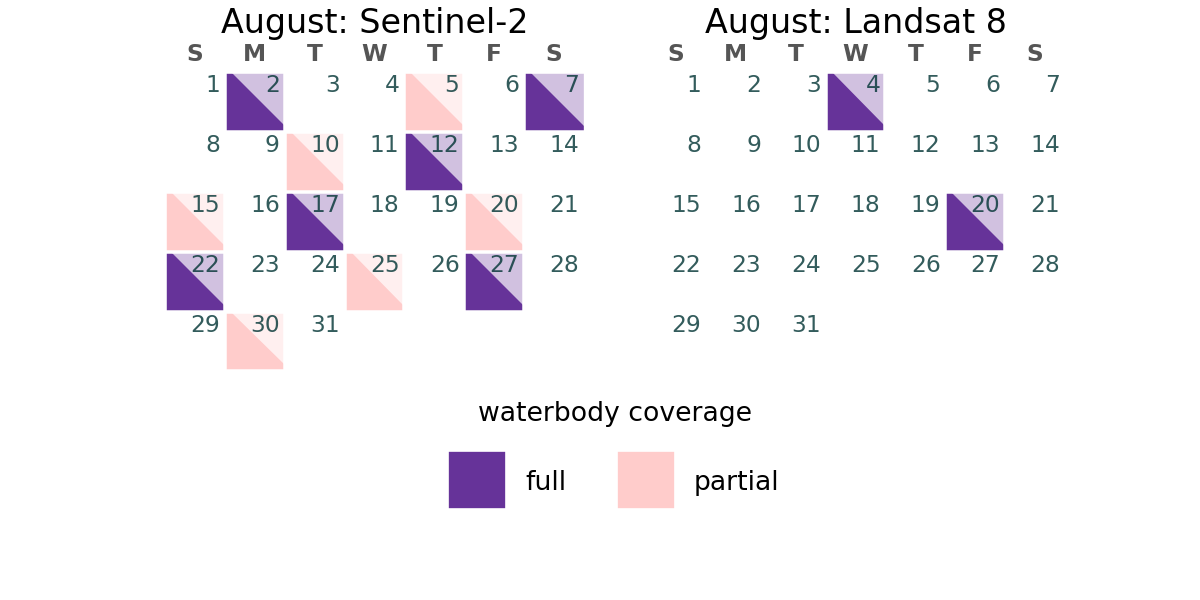 August: Sentinel-2
S M T W T F S
1 2 3 4 5 6 7
8 9 10 11 12 13 14
15 16 17 18 19 20 21
22 23 24 25 26 27 28
29 30 31
August: Landsat 8
S M T W T F S
1 2 3 4 5 6 7
8 9 10 11 12 13 14
15 16 17 18 19 20 21
22 23 24 25 26 27 28
29 30 31
waterbody coverage
full
partial